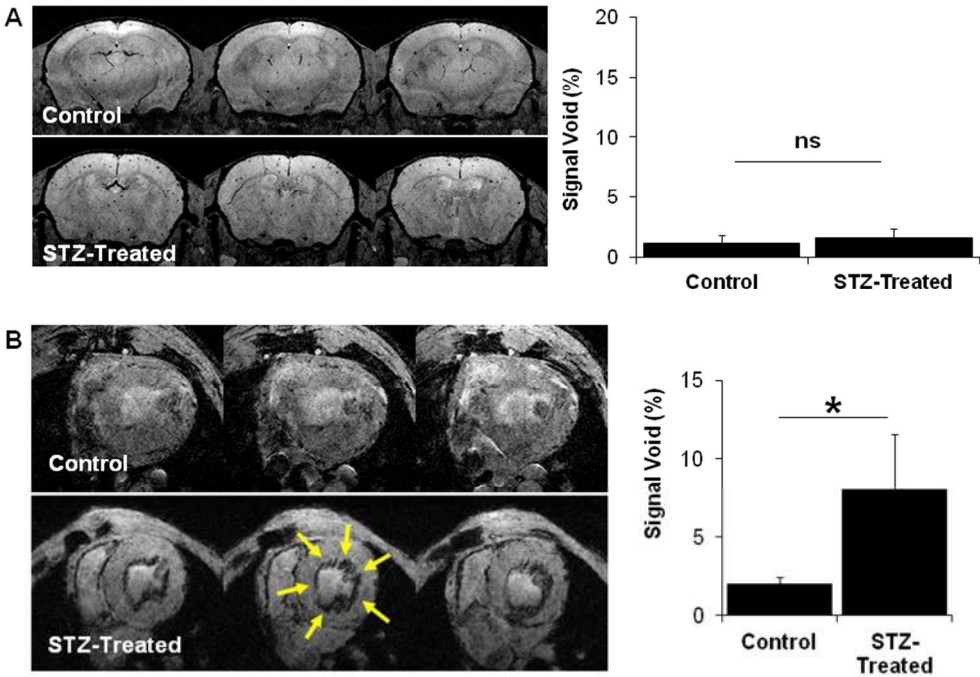 A
Control
STZ-Treated
Signal Void (%)
20
15
10
5
0
ns
Control
STZ-Treated
B
Control
STZ-Treated
Signal Void (%)
15
10
5
0
*
Control
STZ-
Treated